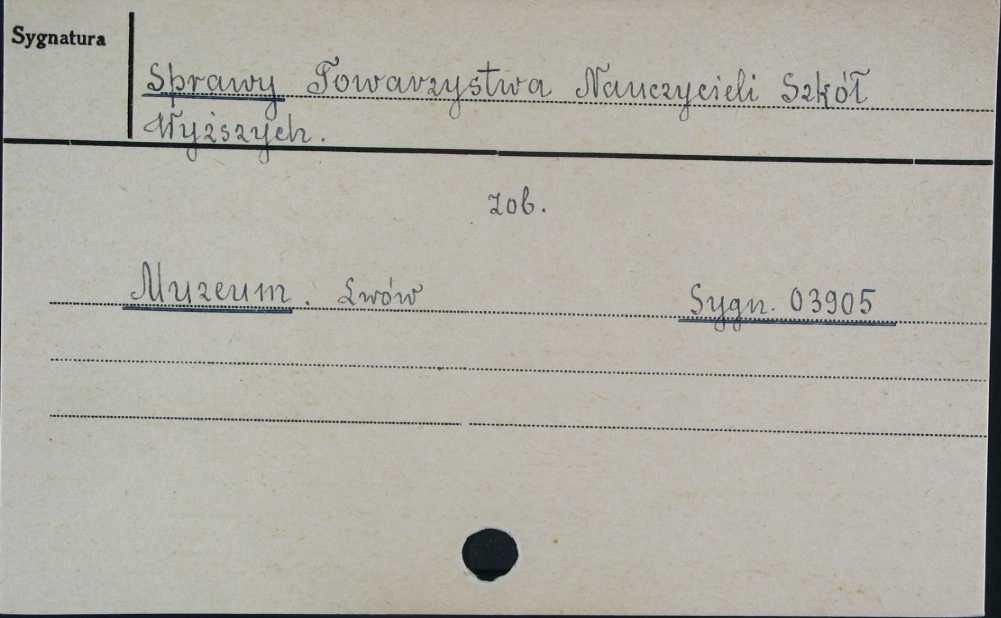 Sygnatura
Sprawy Towarzystwa Nauczycieli Szkół
Wyższych.
zob.
Muzeum. Lwów Sygn. 03905